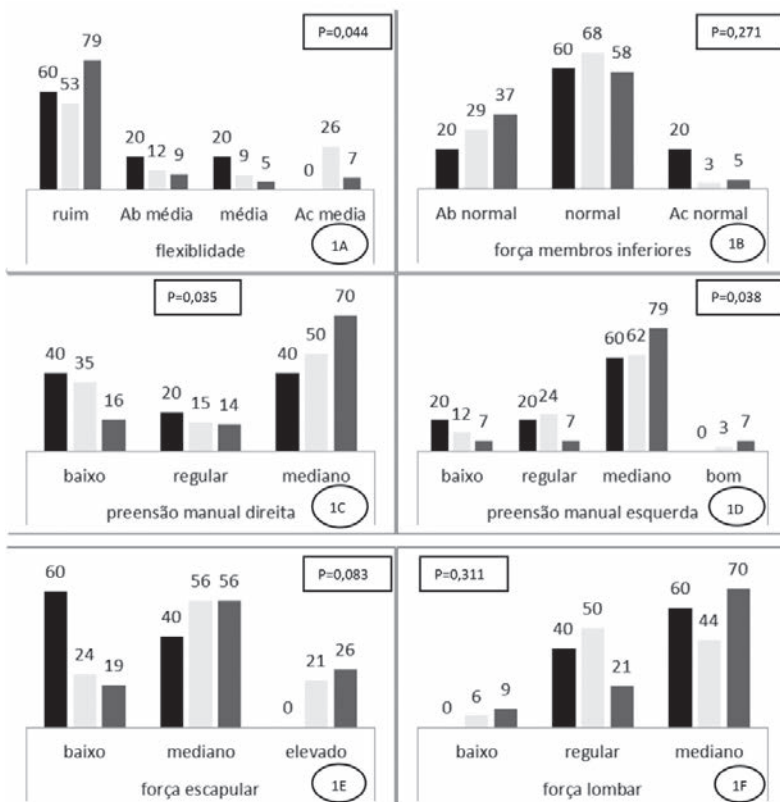 P=0,044
60 53 79
20 12 9
20 9 5
0 26 7
ruim Ab média média Ac media
flexiblidade
1A
P=0,271
20 29 37
60 68 58
20 3 5
Ab normal normal Ac normal
força membros inferiores
1B
P=0,035
40 35 16
20 15 14
40 50 70
baixo regular mediano
preensão manual direita
1C
P=0,038
20 12 7
20 24 7
60 62 79
0 3 7
baixo regular mediano bom
preensão manual esquerda
1D
P=0,083
60 24 19
40 56 56
0 21 26
baixo mediano elevado
força escapular
1E
P=0,311
0 6 9
40 50 21
60 44 70
baixo regular mediano
força lombar
1F